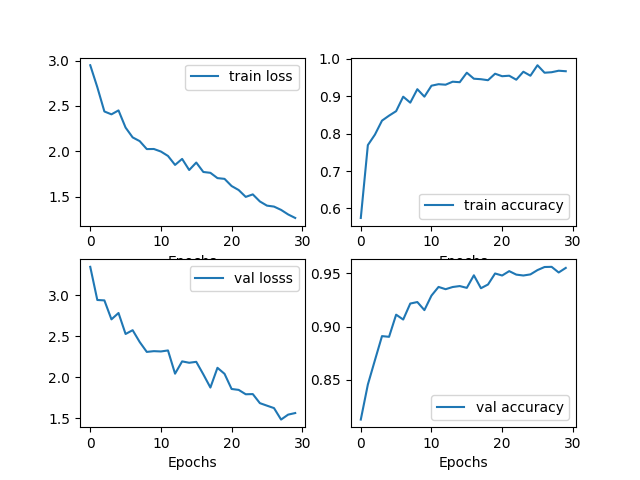 3.0
2.5
2.0
1.5
0 10 20 30
train loss
Epochs
1.0
0.9
0.8
0.7
0.6
0 10 20 30
train accuracy
Epochs
3.0
2.5
2.0
1.5
0 10 20 30
val losss
Epochs
0.95
0.90
0.85
0 10 20 30
val accuracy
Epochs